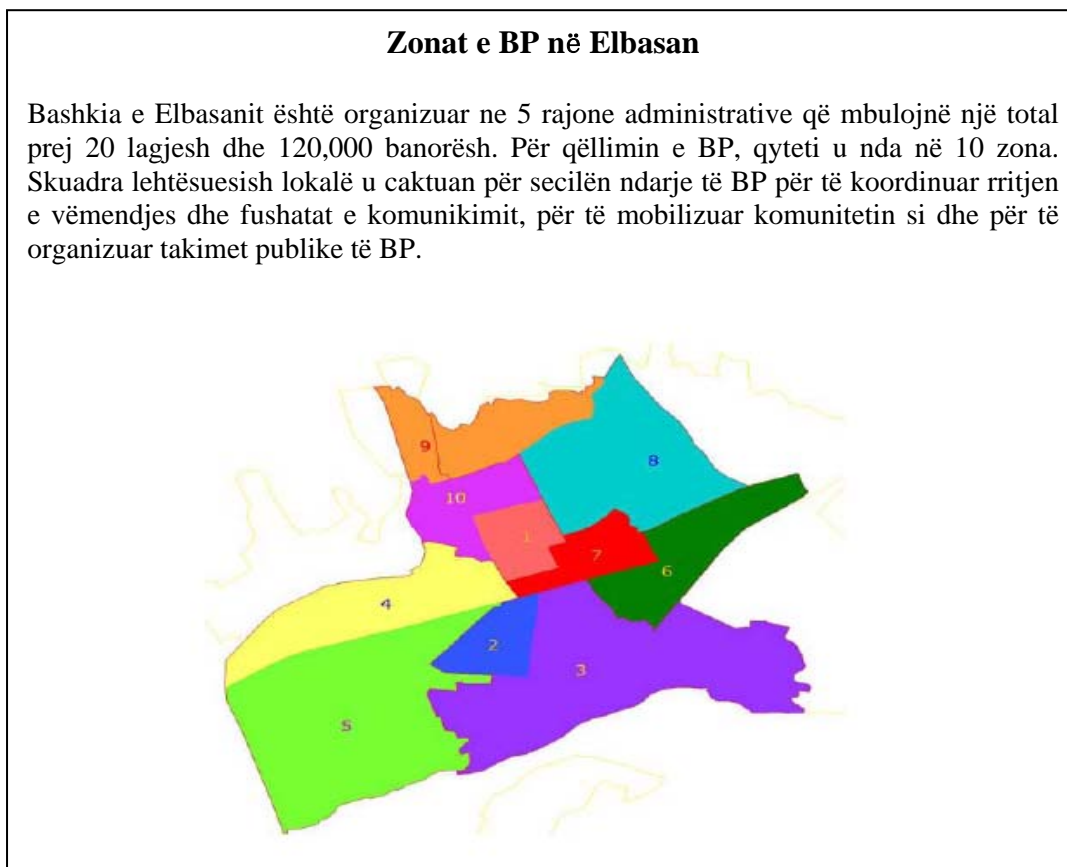 Zonat e BP në Elbasan
Bashkia e Elbasanit është organizuar ne 5 rajone administrative që mbulojnë një total
prej 20 lagjesh dhe 120,000 banorësh. Për qëllimin e BP, qyteti u nda në 10 zona.
Skuadra lehtësuesish lokalë u caktuan për secilën ndarje të BP për të koordinuar rritjen
e vëmendjes dhe fushatat e komunikimit, për të mobilizuar komunitetin si dhe për të
organizuar takimet publike të BP.
9
8
10
1
7
6
4
2
3
5